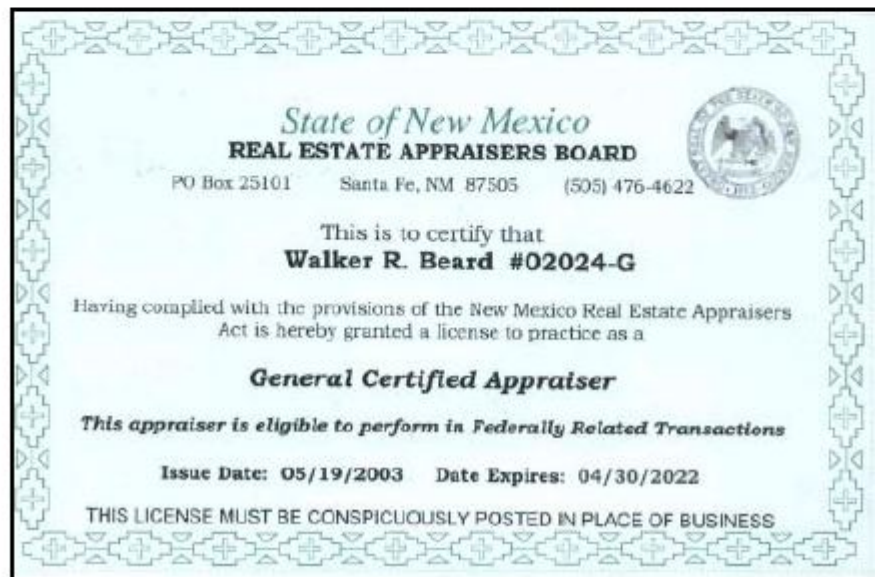 State of New Mexico
REAL ESTATE APPRAISERS BOARD
PO Box 25101 Santa Fe, NM 87505 (505) 476-4622
This is to certify that
Walker R. Beard #02024-G
Having complied with the provisions of the New Mexico Real Estate Appraisers
Act is hereby granted a license to practice as a
General Certified Appraiser
This appraiser is eligible to perform in Federally Related Transactions
Issue Date: 05/19/2003 Date Expires: 04/30/2022
THIS LICENSE MUST BE CONSPICUOUSLY POSTED IN PLACE OF BUSINESS